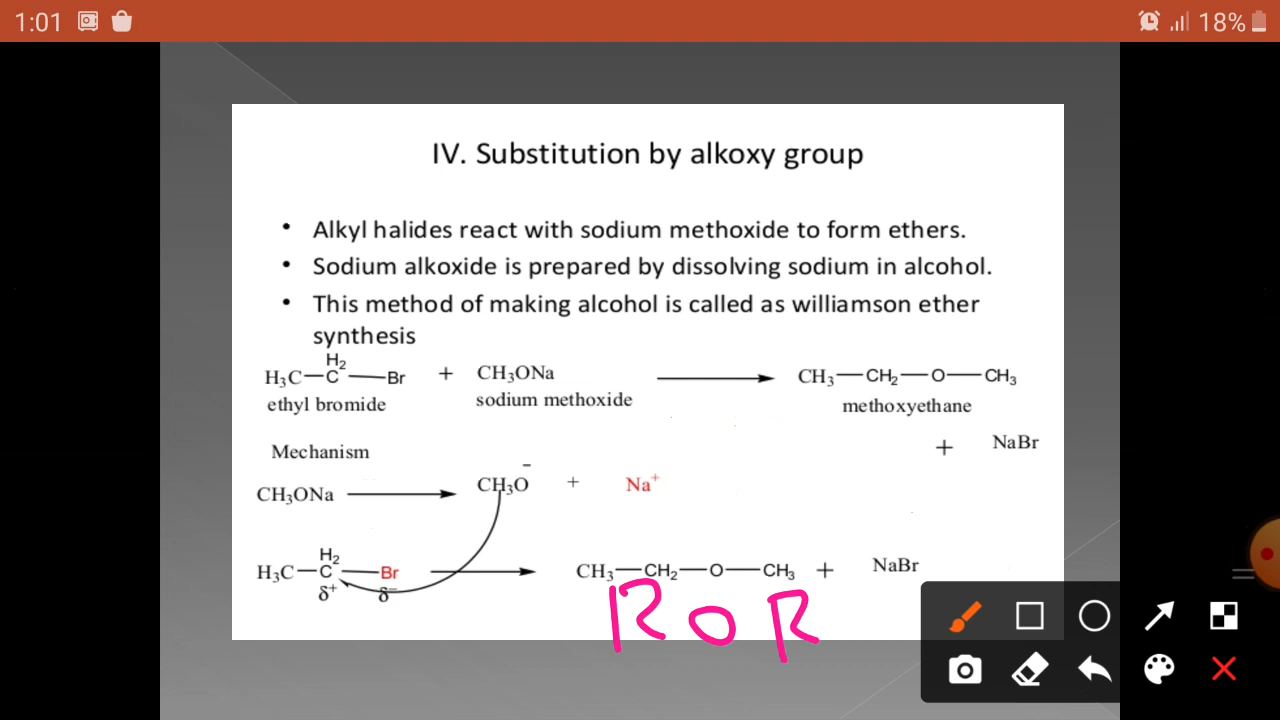 1:01 18%
IV. Substitution by alkoxy group
• Alkyl halides react with sodium methoxide to form ethers.
• Sodium alkoxide is prepared by dissolving sodium in alcohol.
• This method of making alcohol is called as williamson ether
synthesis
H₃C—C(H₂)—Br + CH₃ONa ⟶ CH₃—CH₂—O—CH₃
ethyl bromide sodium methoxide methoxyethane
+ NaBr
Mechanism
CH₃ONa ⟶ CH₃O⁻ + Na⁺
H₃C—C(H₂)—Br ⟶ CH₃—CH₂—O—CH₃ + NaBr
δ⁺ δ⁻
R O R